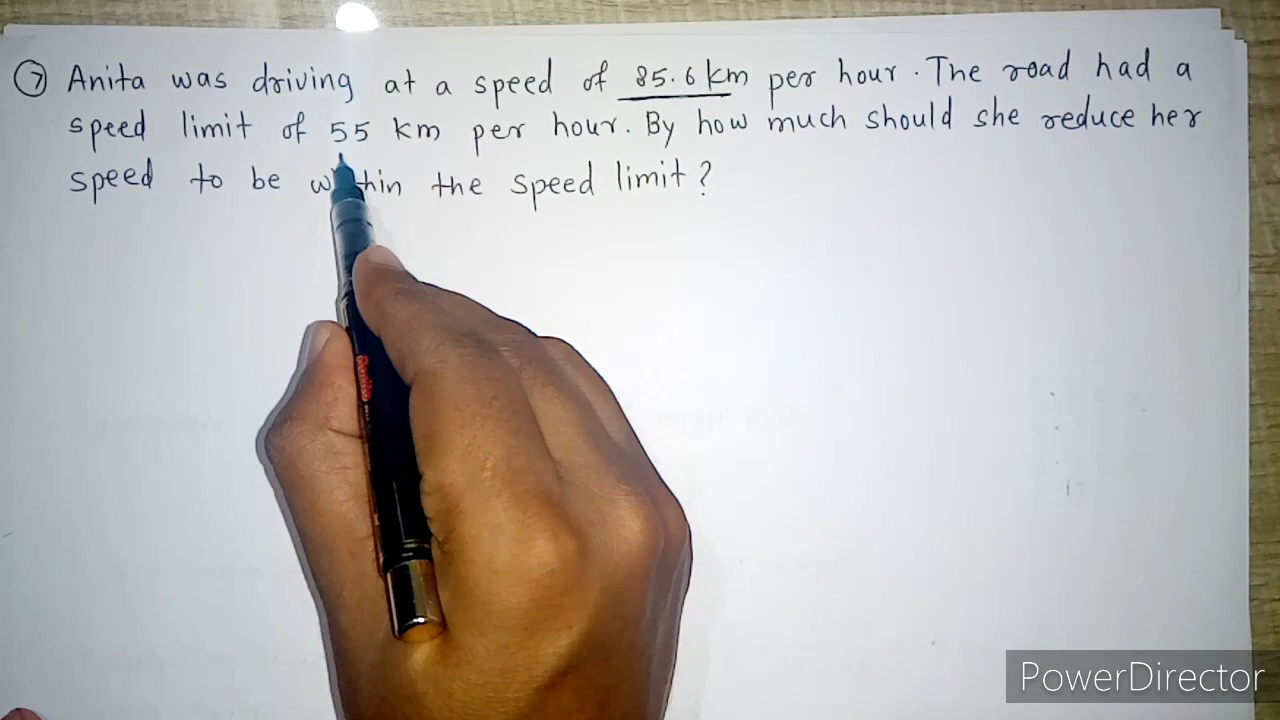 7 Anita was driving at a speed of 85.6 km per hour. The road had a
speed limit of 55 km per hour. By how much should she reduce her
speed to be within the speed limit?
PowerDirector